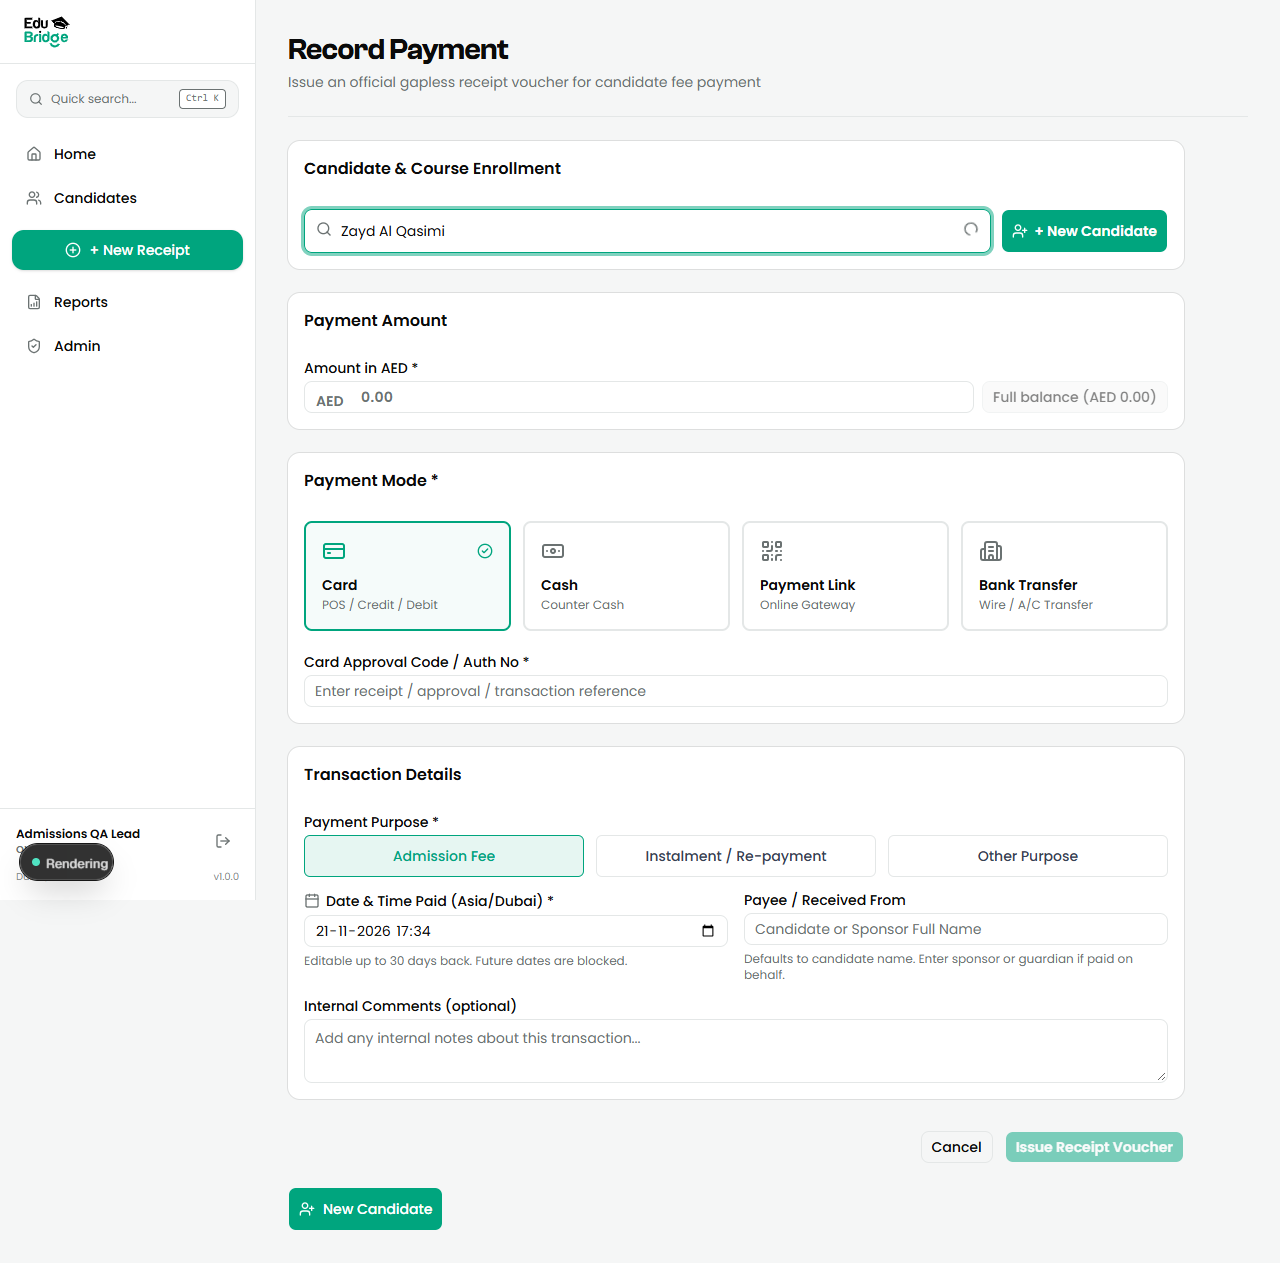 Edu
Bridge
Quick search...
Ctrl K
Home
Candidates
+ New Receipt
Reports
Admin
Admissions QA Lead
Rendering
v1.0.0
Record Payment
Issue an official gapless receipt voucher for candidate fee payment
Candidate & Course Enrollment
Zayd Al Qasimi
+ New Candidate
Payment Amount
Amount in AED *
AED 0.00
Full balance (AED 0.00)
Payment Mode *
Card
POS / Credit / Debit
Cash
Counter Cash
Payment Link
Online Gateway
Bank Transfer
Wire / A/C Transfer
Card Approval Code / Auth No *
Enter receipt / approval / transaction reference
Transaction Details
Payment Purpose *
Admission Fee
Instalment / Re-payment
Other Purpose
Date & Time Paid (Asia/Dubai) *
21-11-2026 17:34
Editable up to 30 days back. Future dates are blocked.
Payee / Received From
Candidate or Sponsor Full Name
Defaults to candidate name. Enter sponsor or guardian if paid on
behalf.
Internal Comments (optional)
Add any internal notes about this transaction...
Cancel
Issue Receipt Voucher
New Candidate